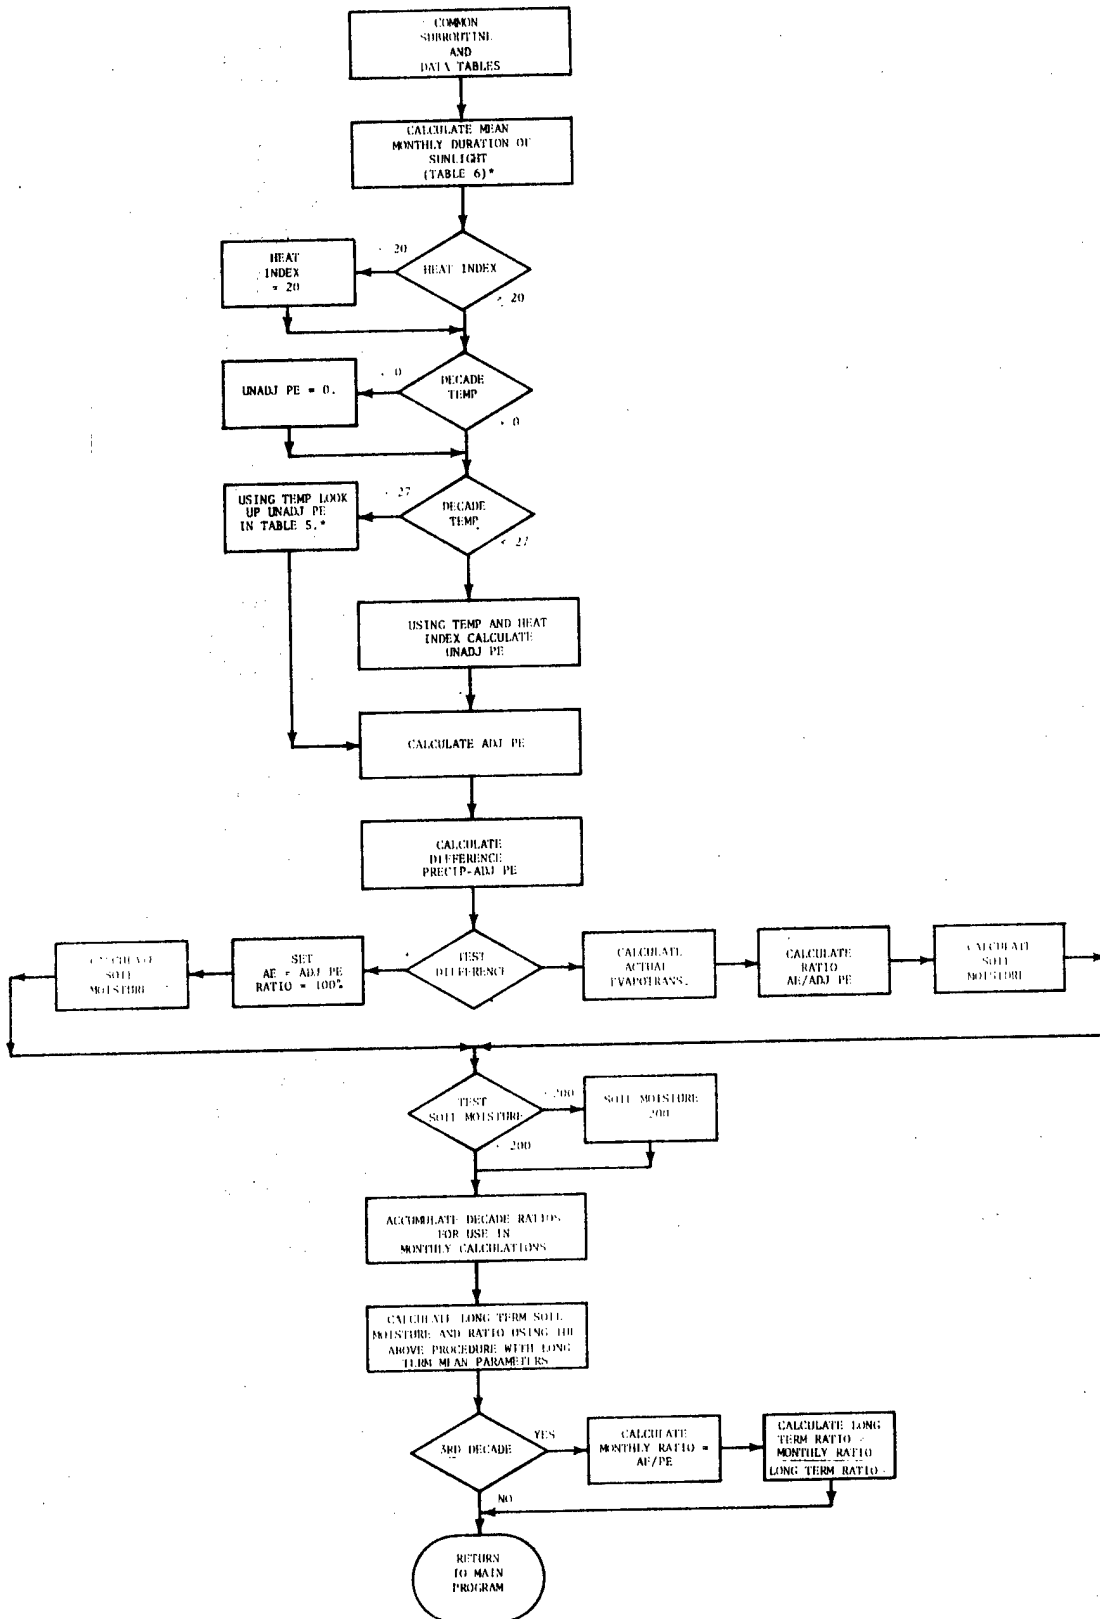 COMMON
SUBROUTINE
AND
DATA TABLES
CALCULATE MEAN
MONTHLY DURATION OF
SUNLIGHT
(TABLE 6)*
20
HEAT
INDEX
= 20
HEAT INDEX
20
0
UNADJ PE = 0.
DECADE
TEMP
0
27
USING TEMP LOOK
UP UNADJ PE
IN TABLE 5.*
DECADE
TEMP
27
USING TEMP AND HEAT
INDEX CALCULATE
UNADJ PE
CALCULATE ADJ PE
CALCULATE
DIFFERENCE
PRECIP-ADJ PE
CALCULATE
SOIL
MOISTURE
SET
AE = ADJ PE
RATIO = 100%
TEST
DIFFERENCE
CALCULATE
ACTUAL
EVAPOTRANS.
CALCULATE
RATIO
AE/ADJ PE
CALCULATE
SOIL
MOISTURE
TEST
SOIL MOISTURE
200
SOIL MOISTURE
200
200
ACCUMULATE DECADE RATIOS
FOR USE IN
MONTHLY CALCULATIONS
CALCULATE LONG TERM SOIL
MOISTURE AND RATIO USING THE
ABOVE PROCEDURE WITH LONG
TERM MEAN PARAMETERS
3RD DECADE
YES
CALCULATE
MONTHLY RATIO =
AE/PE
CALCULATE LONG
TERM RATIO -
MONTHLY RATIO
LONG TERM RATIO
NO
RETURN
TO MAIN
PROGRAM